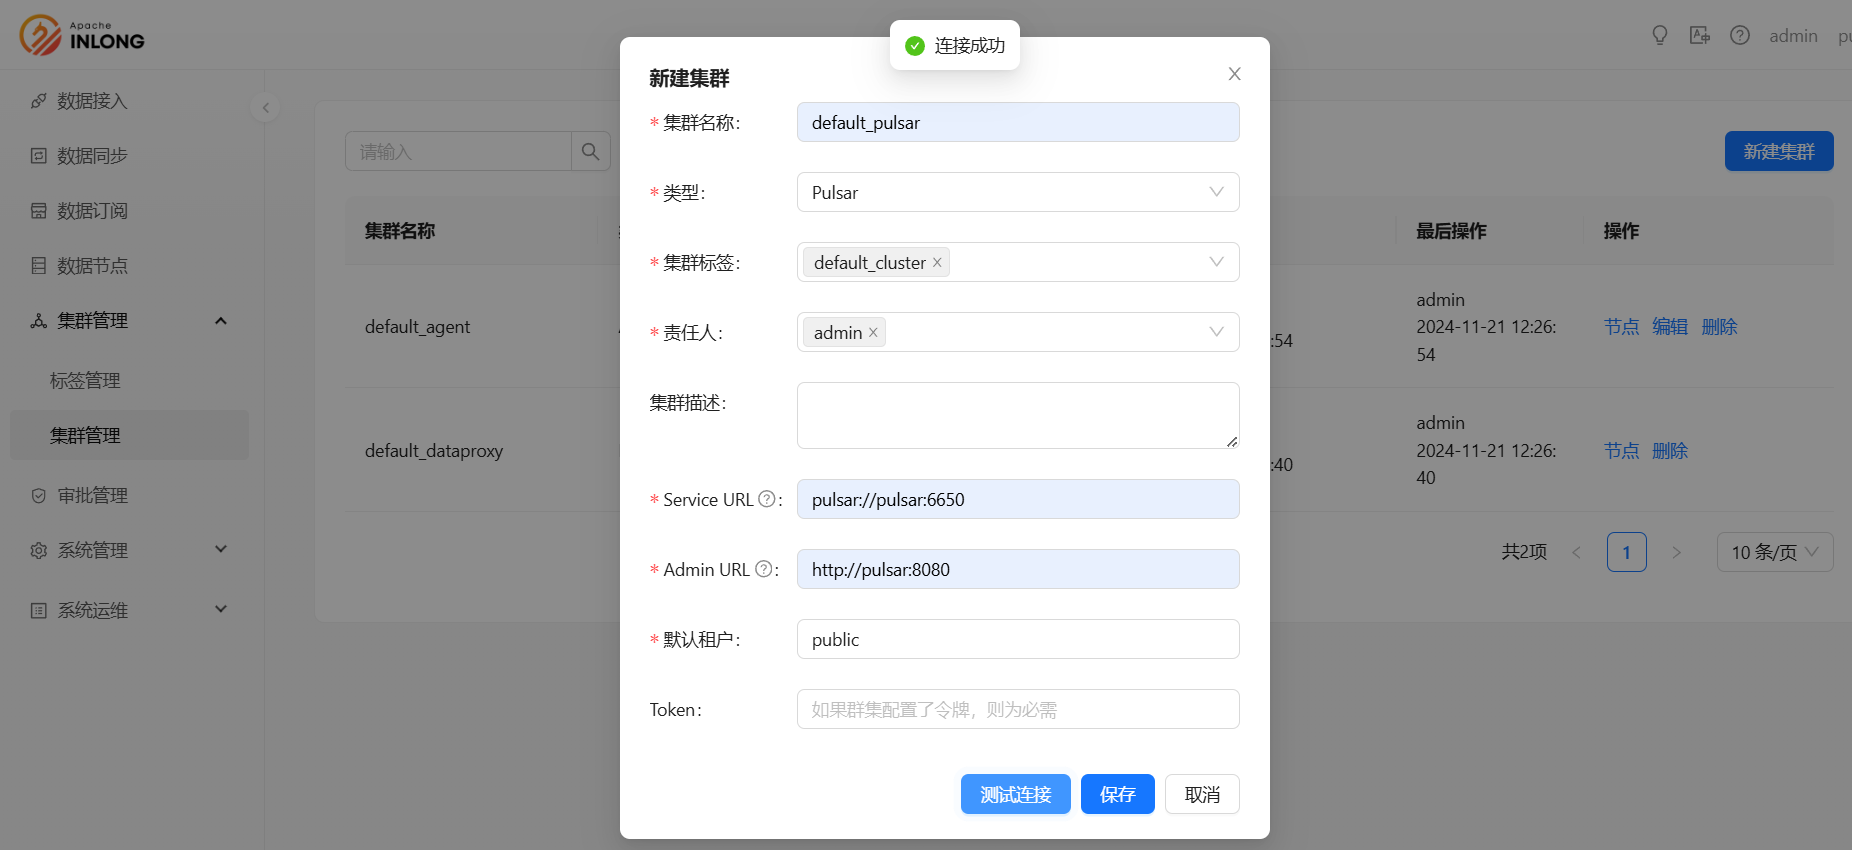 Apache
INLONG
admin
连接成功
数据接入
数据同步
数据订阅
数据节点
集群管理
标签管理
集群管理
审批管理
系统管理
系统运维
请输入
新建集群
集群名称
最后操作
操作
default_agent
:54
admin
2024-11-21 12:26:
54
节点 编辑 删除
default_dataproxy
:40
admin
2024-11-21 12:26:
40
节点 删除
共2项
1
10 条/页
新建集群
* 集群名称:
default_pulsar
* 类型:
Pulsar
* 集群标签:
default_cluster
* 责任人:
admin
集群描述:
* Service URL ? :
pulsar://pulsar:6650
* Admin URL ? :
http://pulsar:8080
* 默认租户:
public
Token:
如果群集配置了令牌，则为必需
测试连接
保存
取消